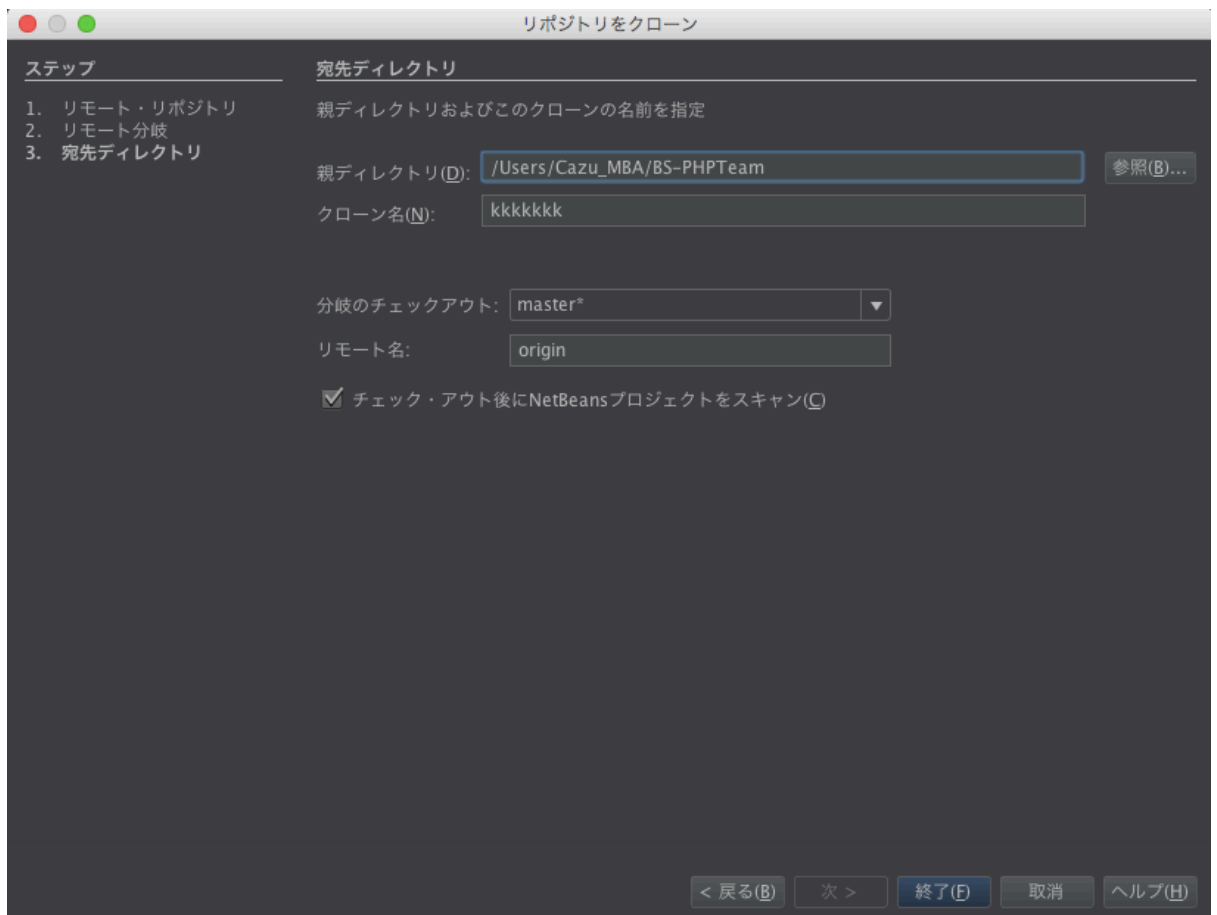 リポジトリをクローン
ステップ
1. リモート・リポジトリ
2. リモート分岐
3. 宛先ディレクトリ
宛先ディレクトリ
親ディレクトリおよびこのクローンの名前を指定
親ディレクトリ(D): /Users/Cazu_MBA/BS-PHPTeam 参照(B)...
クローン名(N): kkkkkkk
分岐のチェックアウト: master*
リモート名: origin
チェック・アウト後にNetBeansプロジェクトをスキャン(C)
< 戻る(B) 次 > 終了(F) 取消 ヘルプ(H)